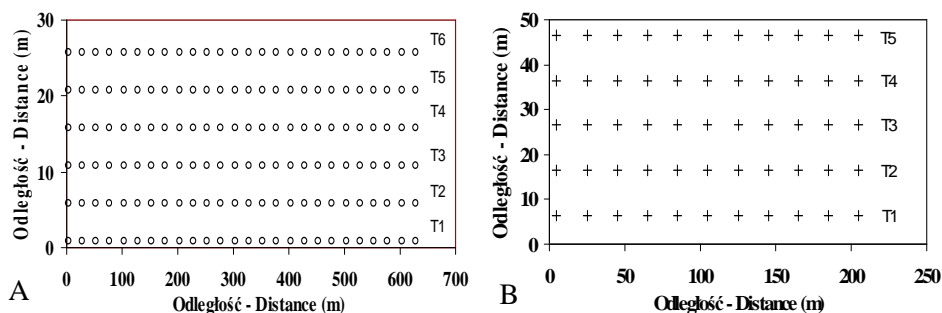 30
20
10
0
Odległość - Distance (m)
T6
T5
T4
T3
T2
T1
0 100 200 300 400 500 600 700
Odległość - Distance (m)
A
50
40
30
20
10
0
Odległość - Distance (m)
T5
T4
T3
T2
T1
0 50 100 150 200 250
Odległość - Distance (m)
B